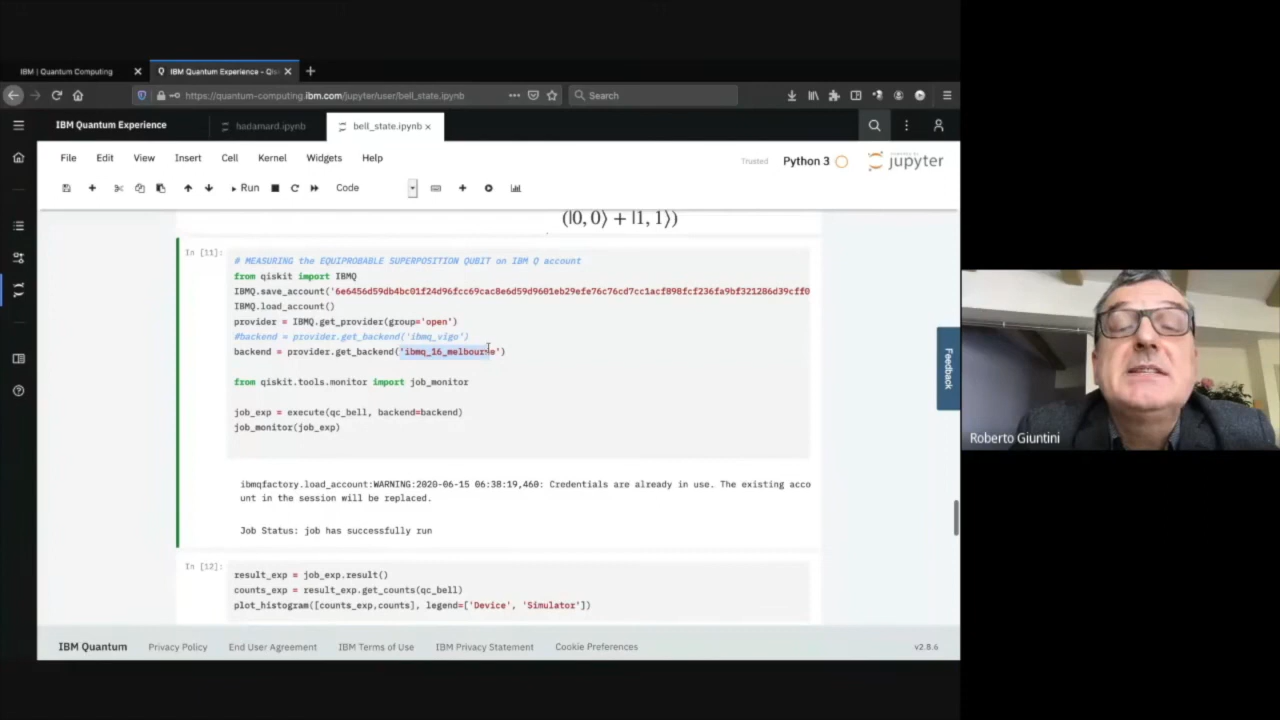 IBM | Quantum Computing
IBM Quantum Experience - Qis
https://quantum-computing.ibm.com/jupyter/user/bell_state.ipynb
Search
IBM Quantum Experience
hadamard.ipynb
bell_state.ipynb
File Edit View Insert Cell Kernel Widgets Help
Trusted
Python 3
POWERED BY
jupyter
Run
Code
(|0, 0⟩ + |1, 1⟩)
In [11]:
# MEASURING the EQUIPROBABLE SUPERPOSITION QUBIT on IBM Q account
from qiskit import IBMQ
IBMQ.save_account('6e6456d59db4bc01f24d96fcc69cac8e6d59d9601eb29efe76c76cd7cc1acf898fcf236fa9bf321286d39cff0
IBMQ.load_account()
provider = IBMQ.get_provider(group='open')
#backend = provider.get_backend('ibmq_vigo')
backend = provider.get_backend('ibmq_16_melbourne')
from qiskit.tools.monitor import job_monitor
job_exp = execute(qc_bell, backend=backend)
job_monitor(job_exp)
ibmqfactory.load_account:WARNING:2020-06-15 06:38:19,460: Credentials are already in use. The existing acco
unt in the session will be replaced.
Job Status: job has successfully run
In [12]:
result_exp = job_exp.result()
counts_exp = result_exp.get_counts(qc_bell)
plot_histogram([counts_exp,counts], legend=['Device', 'Simulator'])
Feedback
Roberto Giuntini
IBM Quantum Privacy Policy End User Agreement IBM Terms of Use IBM Privacy Statement Cookie Preferences v2.8.6